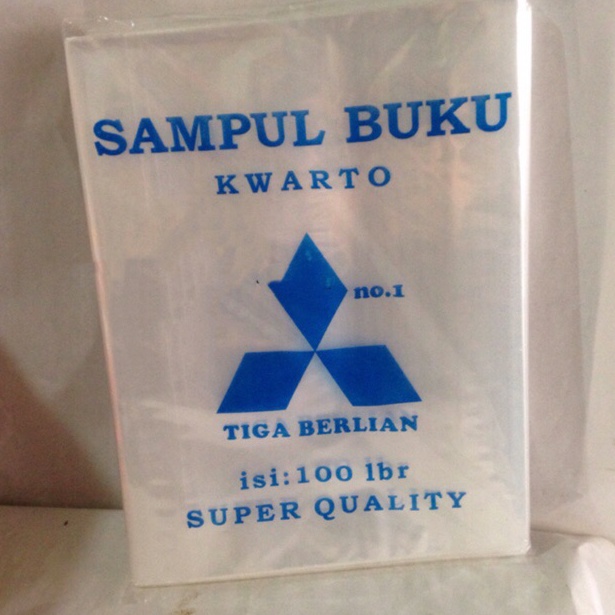 SAMPUL BUKU
KWARTO
no.1
TIGA BERLIAN
isi:100 lbr
SUPER QUALITY